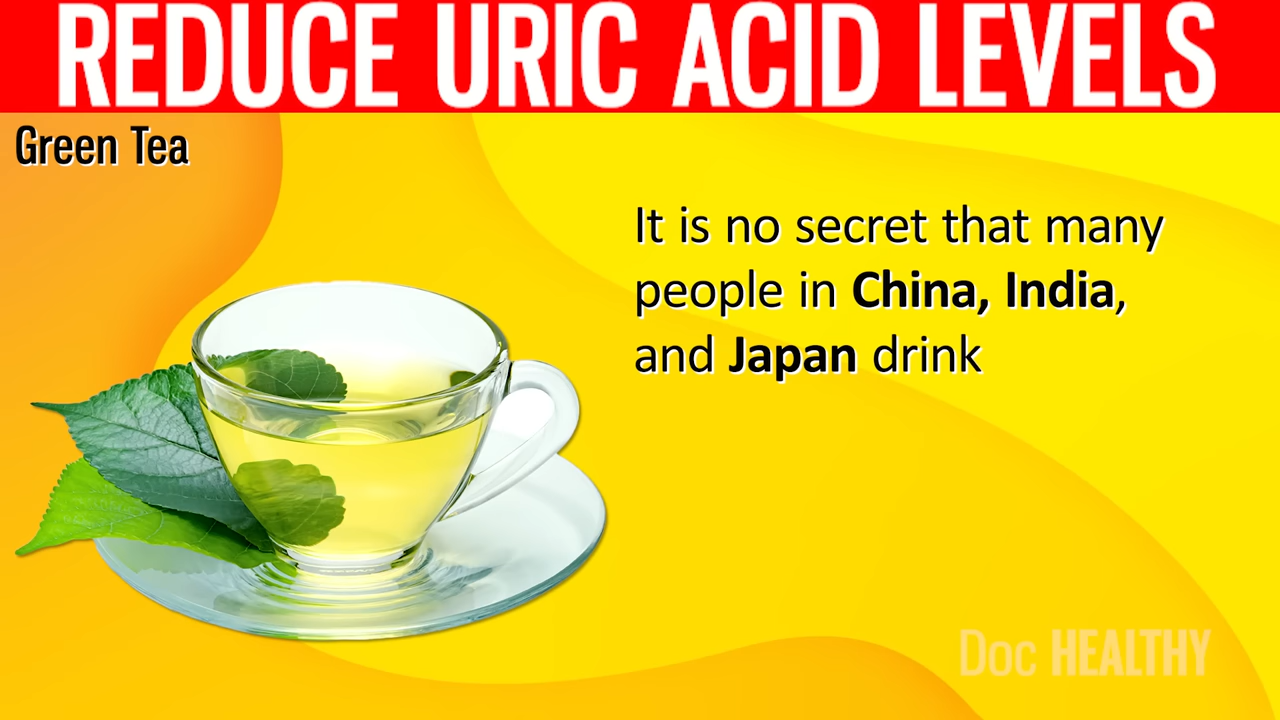 REDUCE URIC ACID LEVELS
Green Tea
It is no secret that many
people in China, India,
and Japan drink
Doc HEALTHY